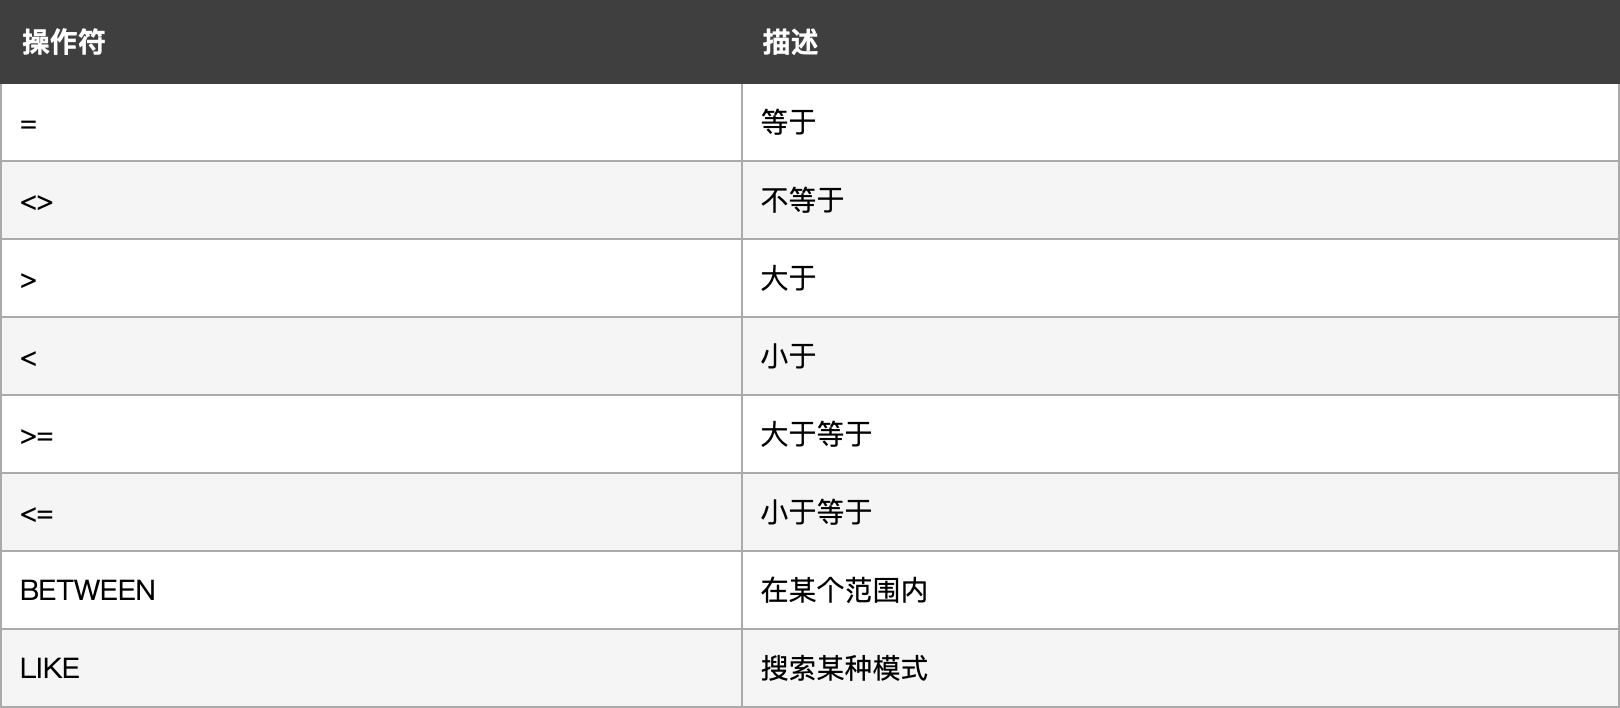 操作符 描述
= 等于
<> 不等于
> 大于
< 小于
>= 大于等于
<= 小于等于
BETWEEN 在某个范围内
LIKE 搜索某种模式